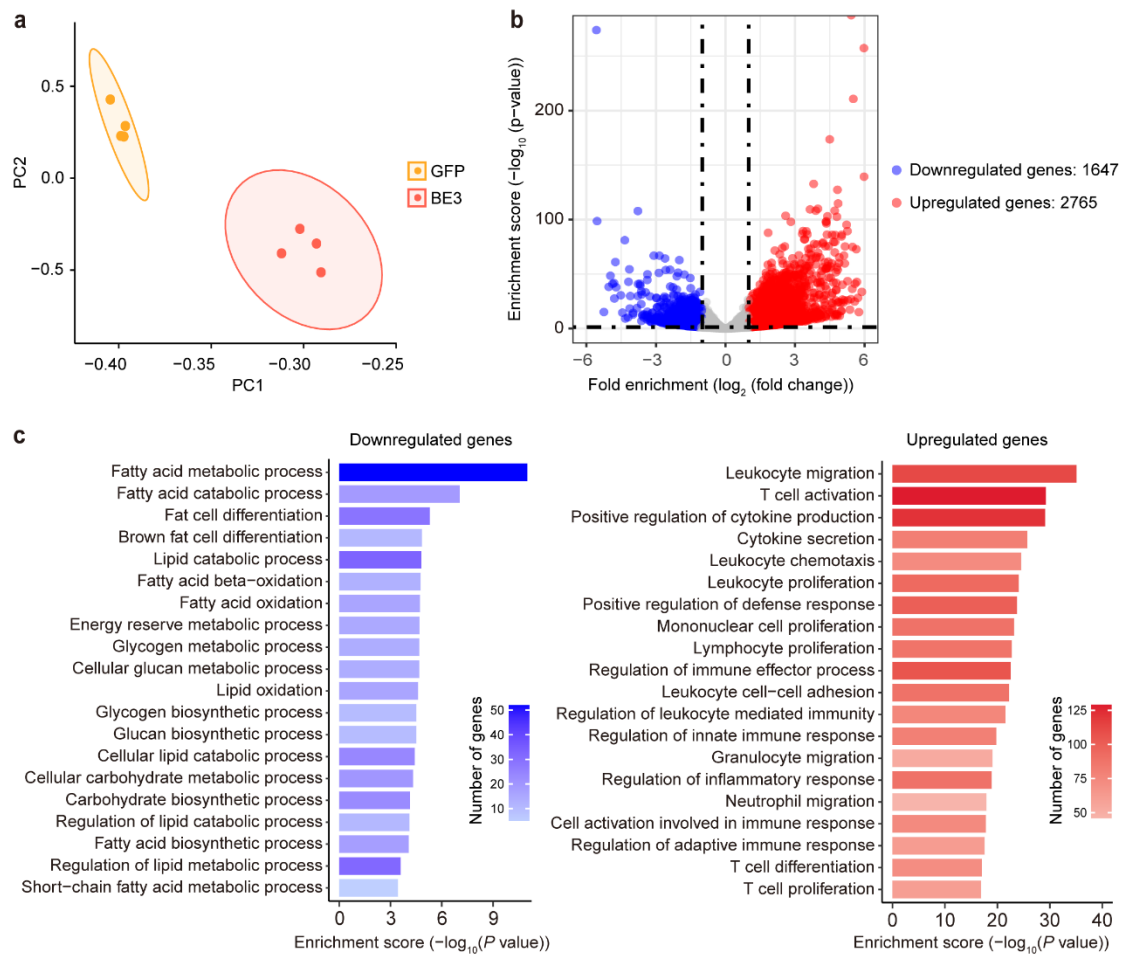 a
0.5
0.0
−0.5
−0.40
−0.35
−0.30
−0.25
PC2
PC1
GFP
BE3
b
200
100
0
−6
−3
0
3
6
Enrichment score (−log10 (p-value))
Fold enrichment (log2 (fold change))
Downregulated genes: 1647
Upregulated genes: 2765
c
Downregulated genes
Fatty acid metabolic process
Fatty acid catabolic process
Fat cell differentiation
Brown fat cell differentiation
Lipid catabolic process
Fatty acid beta−oxidation
Fatty acid oxidation
Energy reserve metabolic process
Glycogen metabolic process
Cellular glucan metabolic process
Lipid oxidation
Glycogen biosynthetic process
Glucan biosynthetic process
Cellular lipid catabolic process
Cellular carbohydrate metabolic process
Carbohydrate biosynthetic process
Regulation of lipid catabolic process
Fatty acid biosynthetic process
Regulation of lipid metabolic process
Short−chain fatty acid metabolic process
0
3
6
9
Enrichment score (−log10(P value))
Number of genes
50
30
10
Upregulated genes
Leukocyte migration
T cell activation
Positive regulation of cytokine production
Cytokine secretion
Leukocyte chemotaxis
Leukocyte proliferation
Positive regulation of defense response
Mononuclear cell proliferation
Lymphocyte proliferation
Regulation of immune effector process
Leukocyte cell−cell adhesion
Regulation of leukocyte mediated immunity
Regulation of innate immune response
Granulocyte migration
Regulation of inflammatory response
Neutrophil migration
Cell activation involved in immune response
Regulation of adaptive immune response
T cell differentiation
T cell proliferation
0
10
20
30
40
Enrichment score (−log10(P value))
Number of genes
125
100
75
50